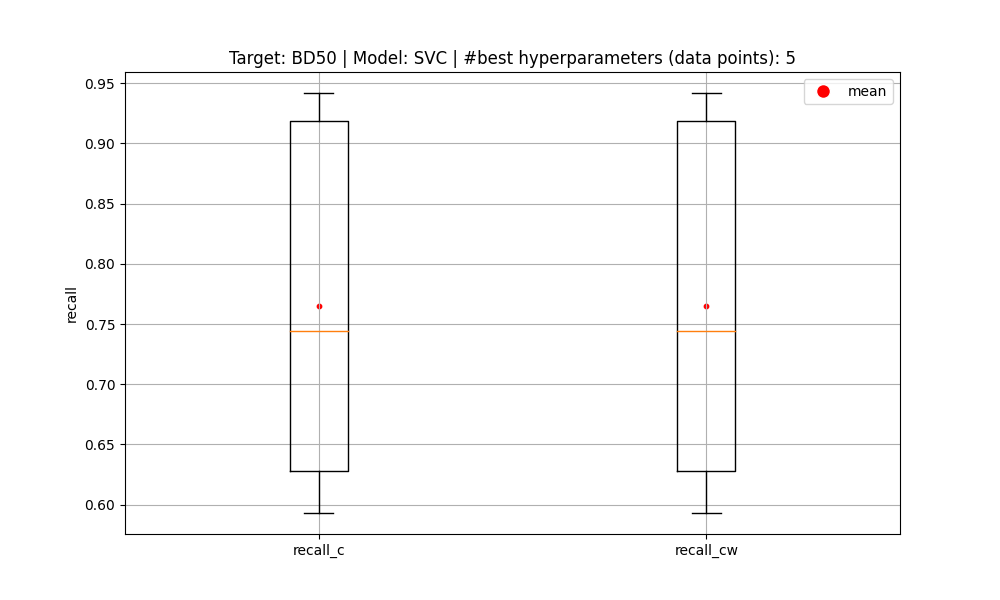 Target: BD50 | Model: SVC | #best hyperparameters (data points): 5
mean
0.95
0.90
0.85
0.80
0.75
0.70
0.65
0.60
recall
recall_c
recall_cw